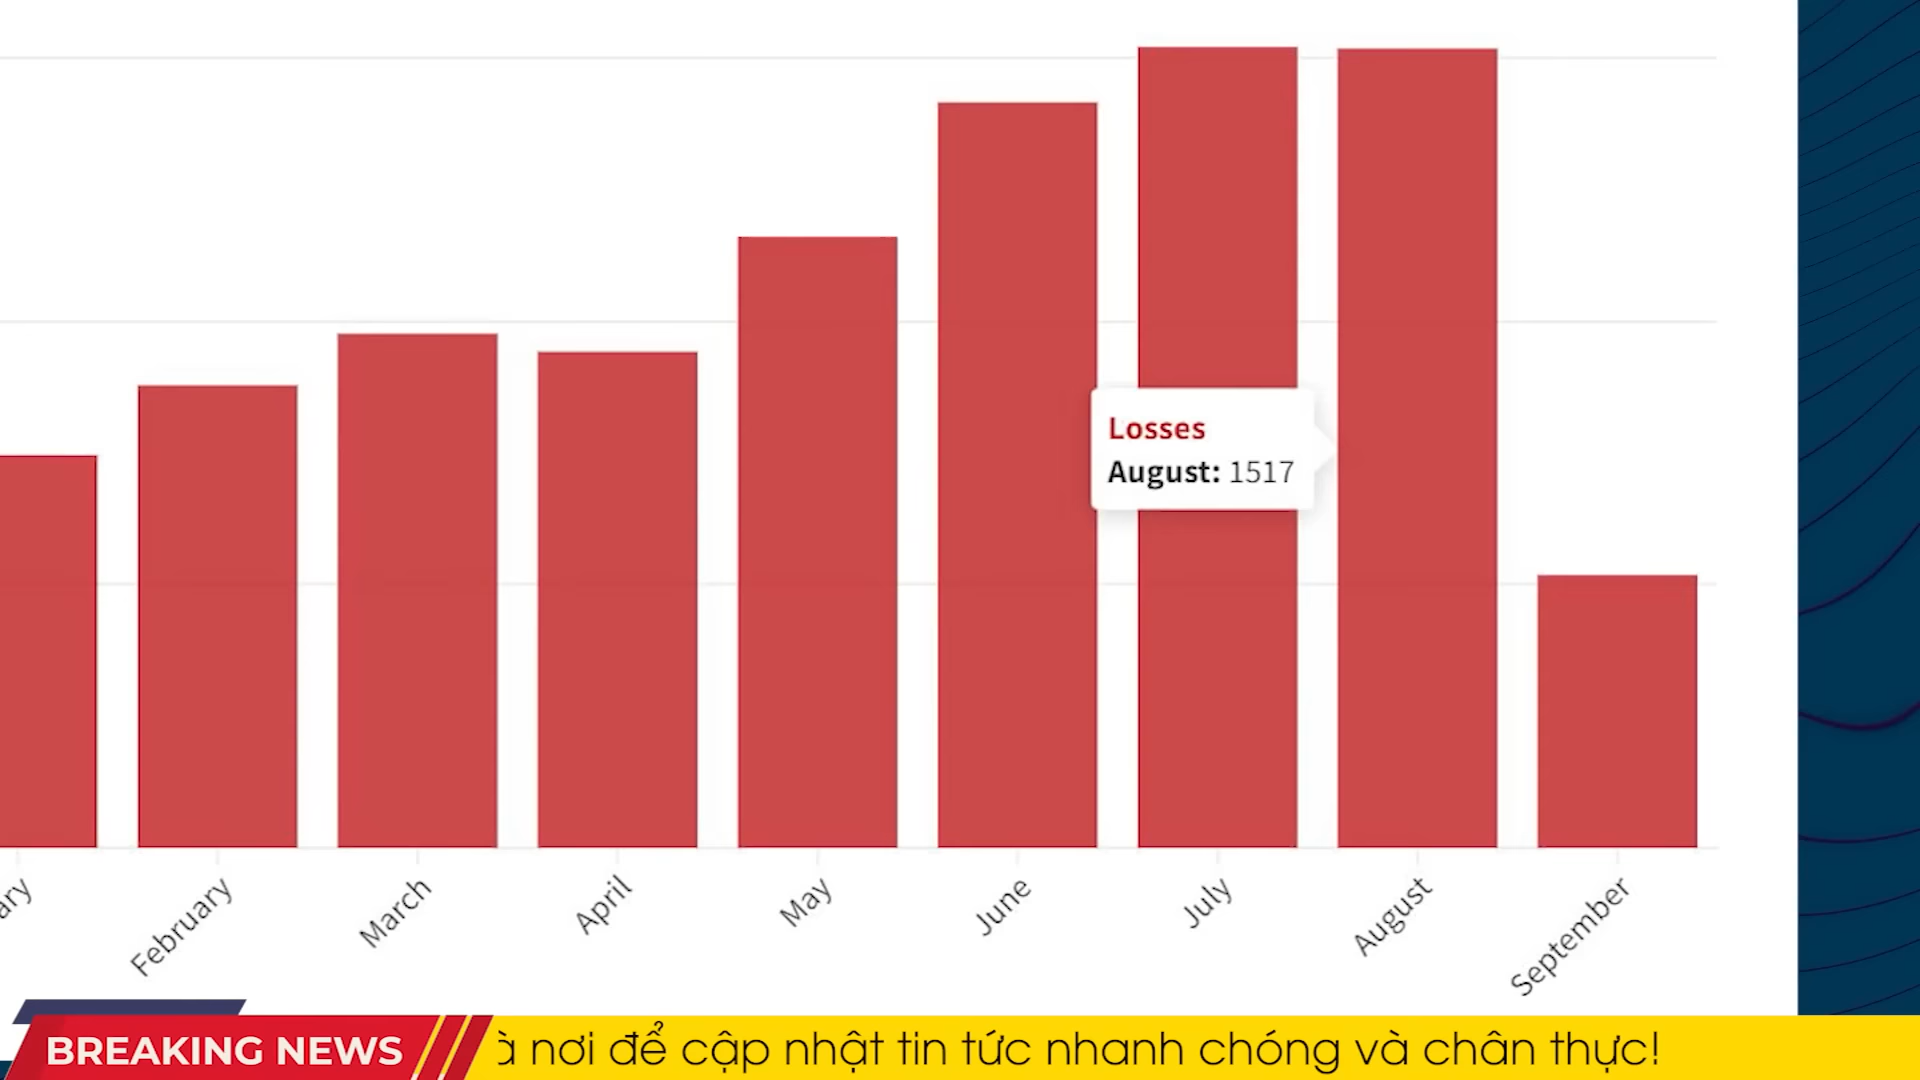 Losses
August: 1517
ary
February
March
April
May
June
July
August
September
BREAKING NEWS
à nơi để cập nhật tin tức nhanh chóng và chân thực!